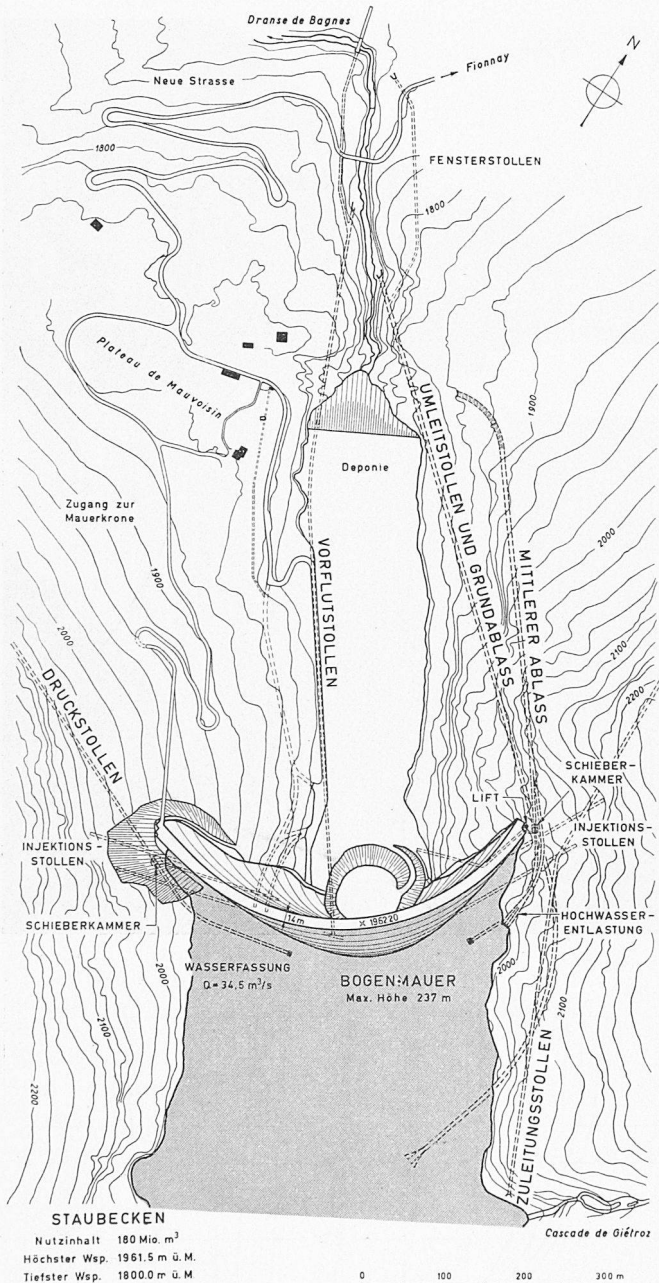 Dranse de Bagnes
N
Fionnay
Neue Strasse
1800
FENSTERSTOLLEN
1800
Plateau de Mauvoisin
1900
UMLEITSTOLLEN UND GRUNDABLASS
Deponie
Zugang zur
Mauerkrone
2000
VORFLUTSTOLLEN
MITTLERER ABLASS
1900
2100
2000
2200
DRUCKSTOLLEN
SCHIEBER-
KAMMER
LIFT
INJEKTIONS-
STOLLEN
INJEKTIONS-
STOLLEN
14m
196220
SCHIEBERKAMMER
HOCHWASSER-
ENTLASTUNG
WASSERFASSUNG
Q = 34,5 m³/s
BOGENMAUER
Max. Höhe 237 m
2000
2000
2100
2100
2200
ZULEITUNGSSTOLLEN
STAUBECKEN
Nutzinhalt 180 Mio. m³
Höchster Wsp. 1961.5 m ü. M.
Tiefster Wsp. 1800.0 m ü. M
Cascade de Giétroz
0 100 200 300 m